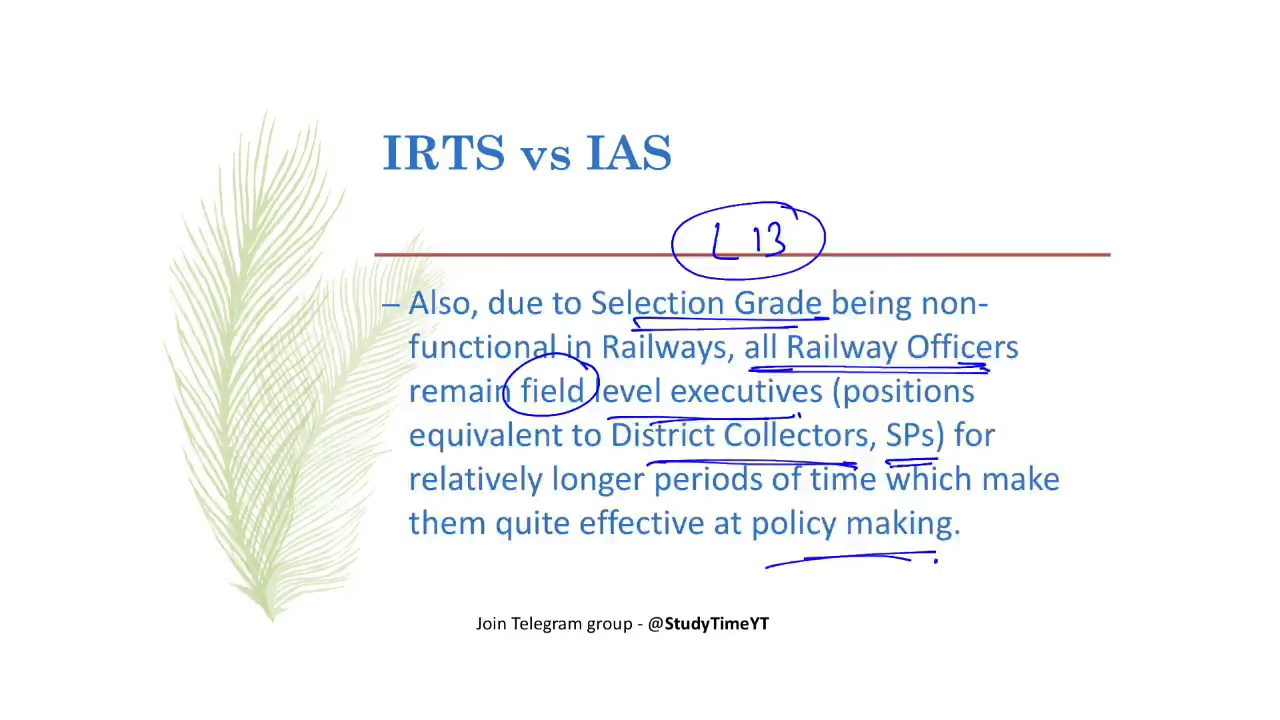 IRTS vs IAS
L 13
– Also, due to Selection Grade being non-
functional in Railways, all Railway Officers
remain field level executives (positions
equivalent to District Collectors, SPs) for
relatively longer periods of time which make
them quite effective at policy making.
Join Telegram group - @StudyTimeYT